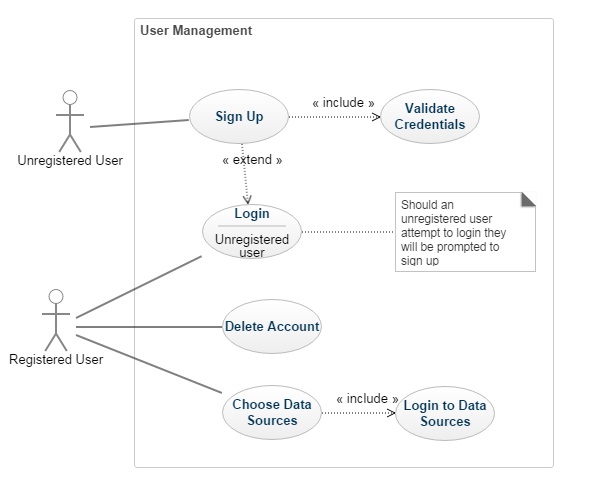 User Management
Sign Up
« include »
Validate
Credentials
Unregistered User
« extend »
Login
Unregistered
user
Should an
unregistered user
attempt to login they
will be prompted to
sign up
Delete Account
Registered User
Choose Data
Sources
« include »
Login to Data
Sources